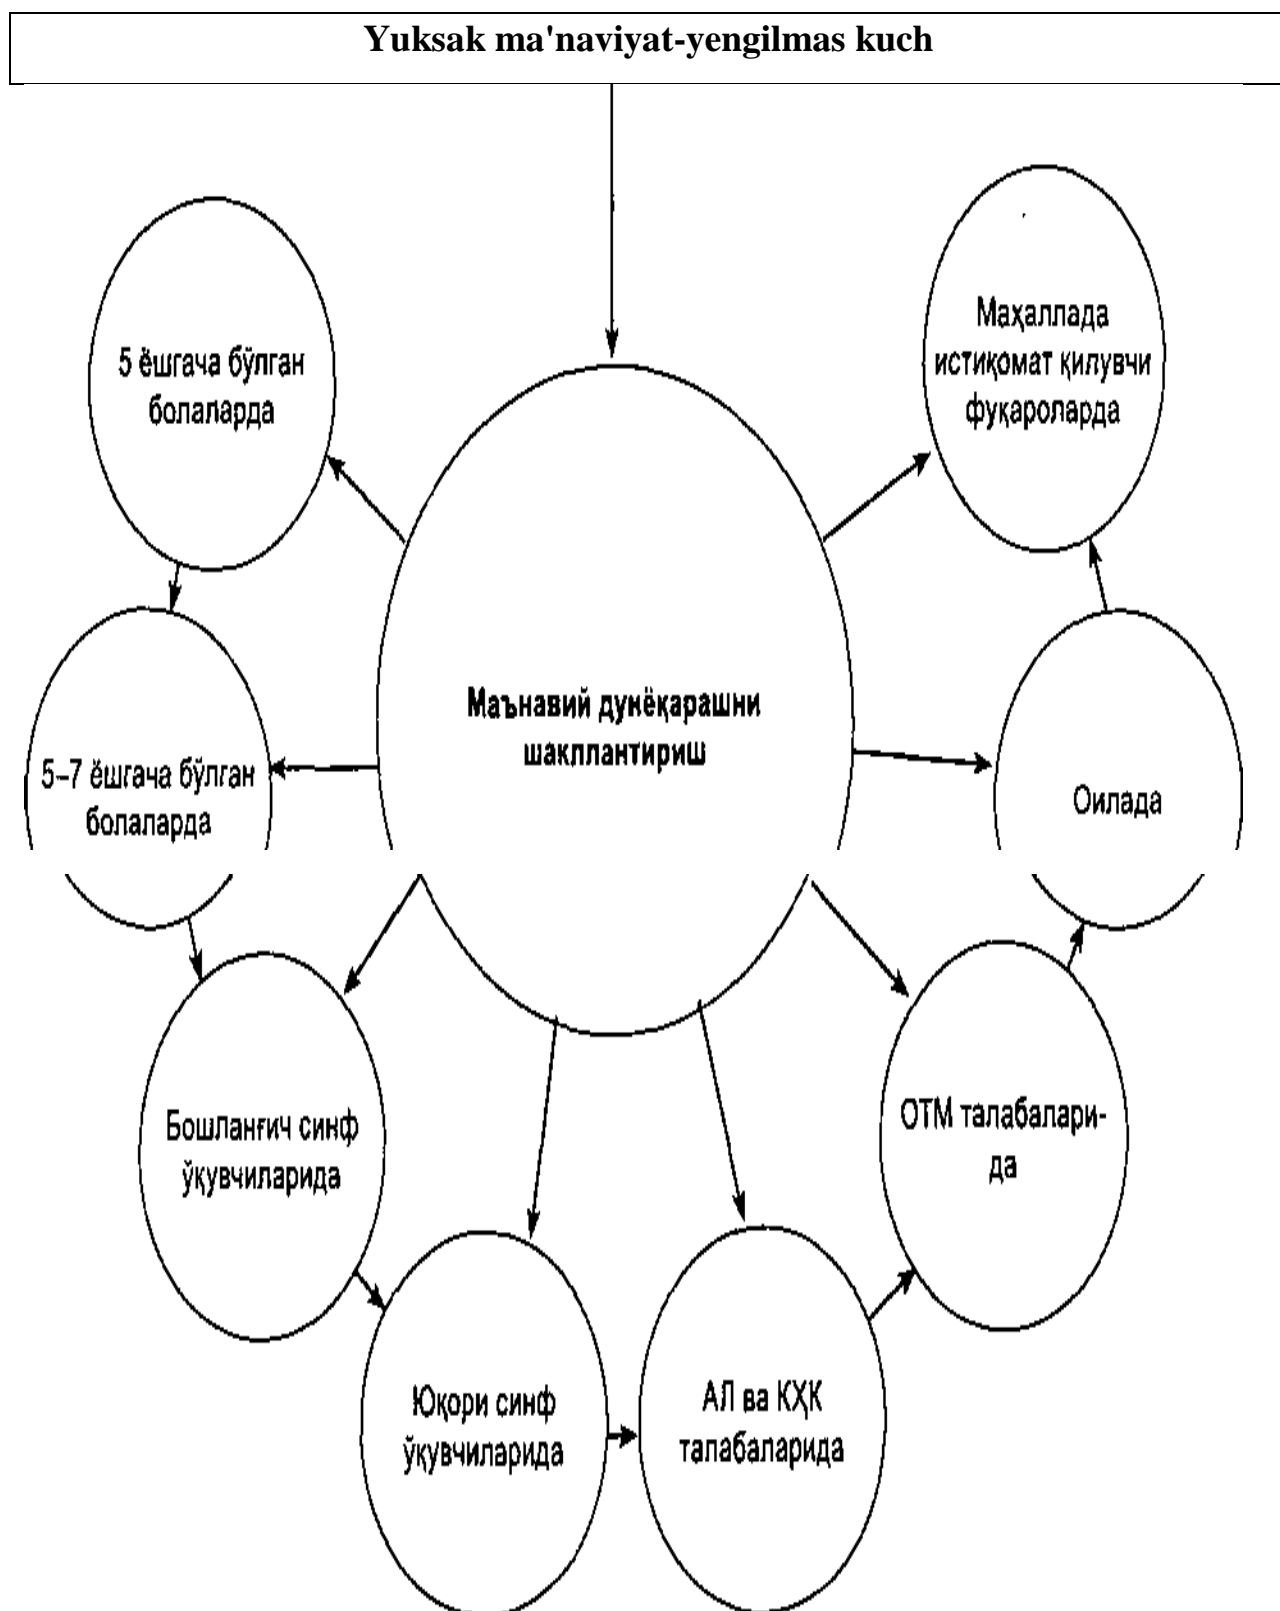 Yuksak ma'naviyat-yengilmas kuch
5 ёшгача бўлган
болаларда
Маҳаллада
истиқомат қилувчи
фуқароларда
Маънавий дунёқарашни
шакллантириш
5–7 ёшгача бўлган
болаларда
Оилада
Бошланғич синф
ўқувчиларида
ОТМ талабалари-
да
Юқори синф
ўқувчиларида
АЛ ва КҲК
талабаларида